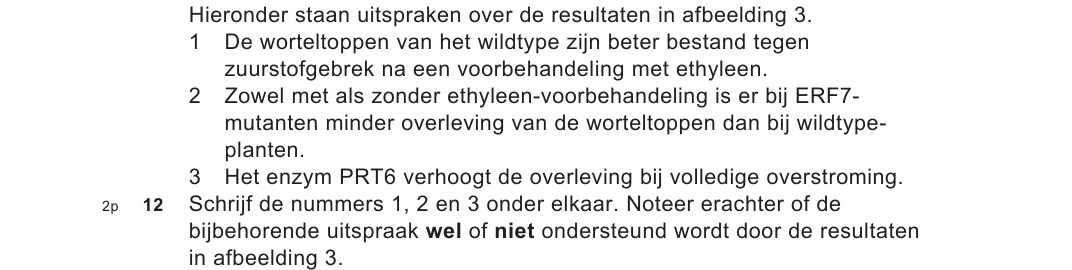 Hieronder staan uitspraken over de resultaten in afbeelding 3.
1 De worteltoppen van het wildtype zijn beter bestand tegen
zuurstofgebrek na een voorbehandeling met ethyleen.
2 Zowel met als zonder ethyleen-voorbehandeling is er bij ERF7-
mutanten minder overleving van de worteltoppen dan bij wildtype-
planten.
3 Het enzym PRT6 verhoogt de overleving bij volledige overstroming.
2p 12 Schrijf de nummers 1, 2 en 3 onder elkaar. Noteer erachter of de
bijbehorende uitspraak wel of niet ondersteund wordt door de resultaten
in afbeelding 3.